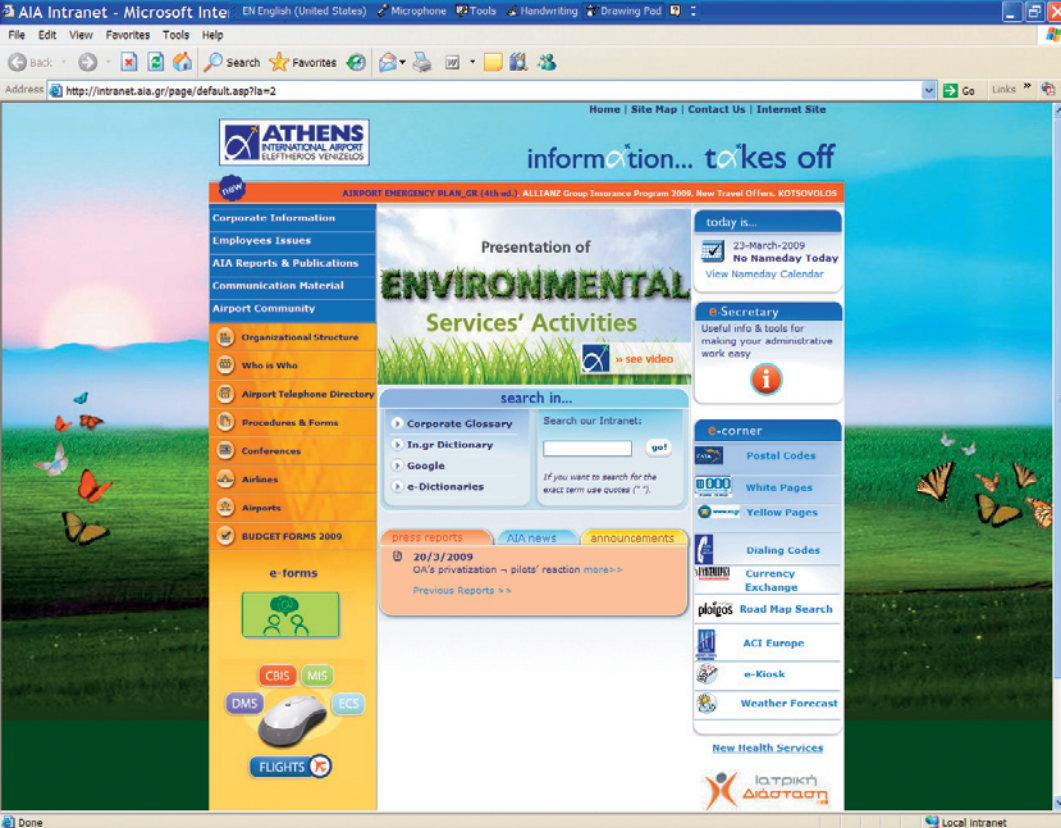 AIA Intranet - Microsoft Inte
EN English (United States) Microphone Tools Handwriting Drawing Pad
File Edit View Favorites Tools Help
Back Search Favorites
Address http://intranet.aia.gr/page/default.asp?la=2 Go Links »
Home | Site Map | Contact Us | Internet Site
ATHENS
INTERNATIONAL AIRPORT
ELEFTHERIOS VENIZELOS
information... takes off
new
AIRPORT EMERGENCY PLAN_GR (4th ed.), ALLIANZ Group Insurance Program 2009, New Travel Offers, KOTSOVOLOS
Corporate Information
Employees Issues
AIA Reports & Publications
Communication Material
Airport Community
Organizational Structure
Who is Who
Airport Telephone Directory
Procedures & Forms
Conferences
Airlines
Airports
BUDGET FORMS 2009
e-forms
CBIS MIS
DMS ECS
FLIGHTS
Presentation of
ENVIRONMENTAL
Services' Activities
» see video
search in...
Corporate Glossary
In.gr Dictionary
Google
e-Dictionaries
Search our Intranet:
go!
If you want to search for the
exact term use quotes (" ").
press reports AIA news announcements
20/3/2009
OA's privatization ¬ pilots' reaction more>>
Previous Reports >>
today is...
23-March-2009
No Nameday Today
View Nameday Calendar
e-Secretary
Useful info & tools for
making your administrative
work easy
i
e-corner
Postal Codes
White Pages
Yellow Pages
Dialing Codes
Currency
Exchange
ploigos Road Map Search
ACI ACI Europe
e-Kiosk
Weather Forecast
New Health Services
Ιατρική
Διάσταση
Done Local intranet